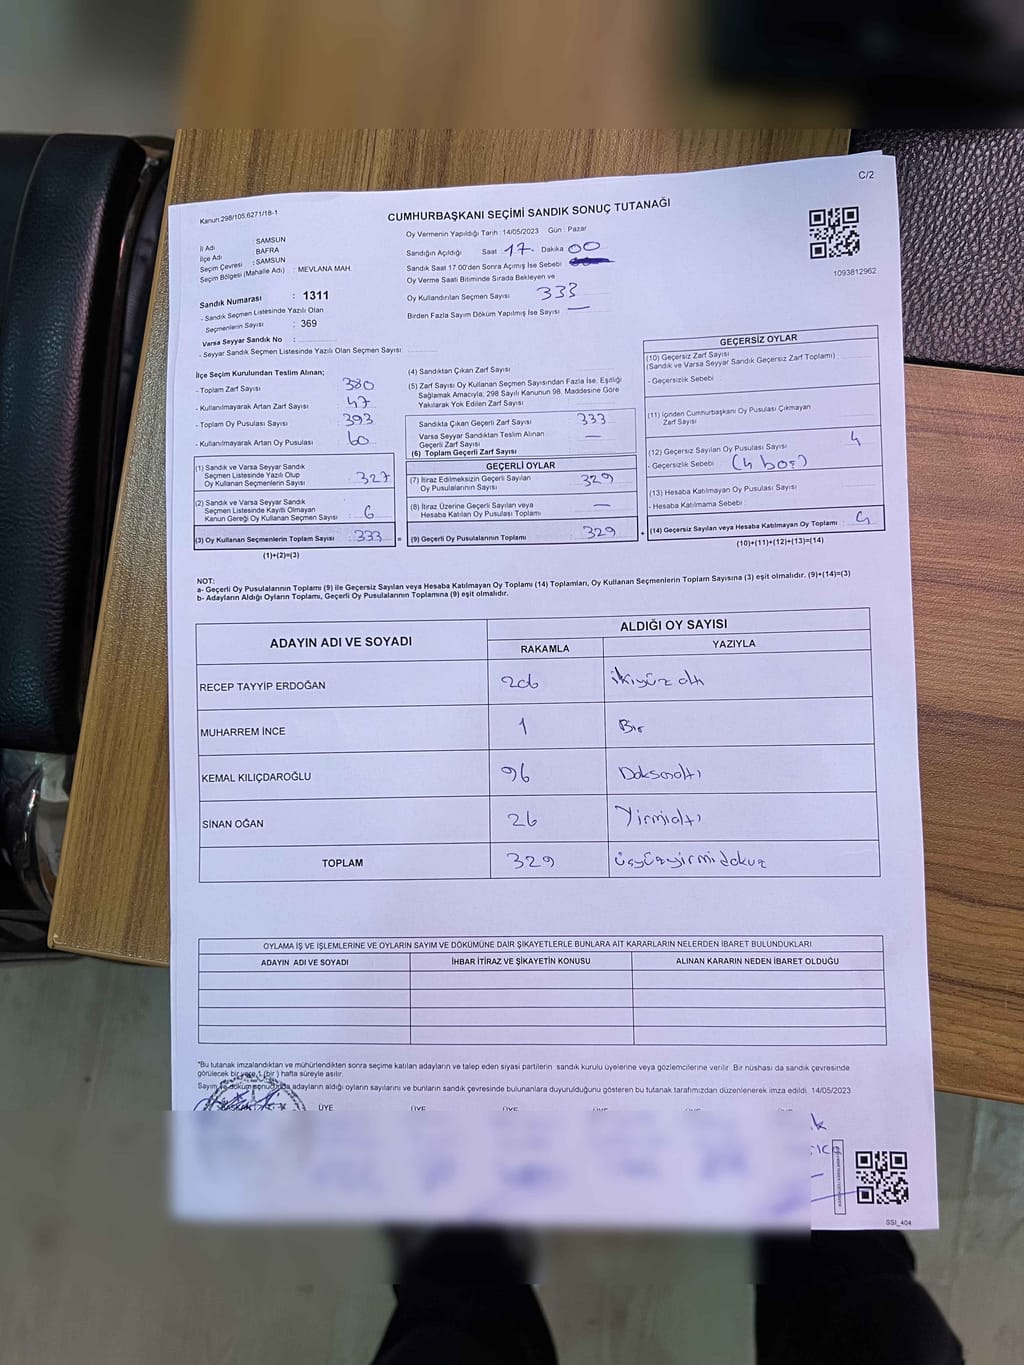 C/2
Kanun:298/105,6271/18-1
CUMHURBAŞKANI SEÇİMİ SANDIK SONUÇ TUTANAĞI
Oy Vermenin Yapıldığı Tarih :14/05/2023 Gün : Pazar
İl Adı : SAMSUN
İlçe Adı : BAFRA
Seçim Çevresi : SAMSUN
Seçim Bölgesi (Mahalle Adı) : MEVLANA MAH.
Sandığın Açıldığı Saat : 17. Dakika 00
Sandık Saat 17:00'den Sonra Açımış İse Sebebi
Oy Verme Saati Bitiminde Sırada Bekleyen ve
Oy Kullandırılan Seçmen Sayısı 333
Birden Fazla Sayım Döküm Yapılmış İse Sayısı —
1093812962
Sandık Numarası : 1311
- Sandık Seçmen Listesinde Yazılı Olan
Seçmenlerin Sayısı : 369
Varsa Seyyar Sandık No :
- Seyyar Sandık Seçmen Listesinde Yazılı Olan Seçmen Sayısı:
İlçe Seçim Kurulundan Teslim Alınan;
- Toplam Zarf Sayısı 380
- Kullanılmayarak Artan Zarf Sayısı 47
- Toplam Oy Pusulası Sayısı 393
- Kullanılmayarak Artan Oy Pusulası 60
(1) Sandık ve Varsa Seyyar Sandık
Seçmen Listesinde Yazılı Olup
Oy Kullanan Seçmenlerin Sayısı : 327
(2) Sandık ve Varsa Seyyar Sandık
Seçmen Listesinde Kayıtlı Olmayan
Kanun Gereği Oy Kullanan Seçmen Sayısı : 6
(3) Oy Kullanan Seçmenlerin Toplam Sayısı : 333 =
(1)+(2)=(3)
(4) Sandıktan Çıkan Zarf Sayısı
(5) Zarf Sayısı Oy Kullanan Seçmen Sayısından Fazla İse, Eşitliği
Sağlamak Amacıyla; 298 Sayılı Kanunun 98. Maddesine Göre
Yakılarak Yok Edilen Zarf Sayısı
Sandıkta Çıkan Geçerli Zarf Sayısı 333
Varsa Seyyar Sandıktan Teslim Alınan
Geçerli Zarf Sayısı —
(6) Toplam Geçerli Zarf Sayısı
GEÇERLİ OYLAR
(7) İtiraz Edilmeksizin Geçerli Sayılan
Oy Pusulalarının Sayısı 329
(8) İtiraz Üzerine Geçerli Sayılan veya
Hesaba Katılan Oy Pusulası Toplamı —
(9) Geçerli Oy Pusulalarının Toplamı 329 +
GEÇERSİZ OYLAR
(10) Geçersiz Zarf Sayısı
(Sandık ve Varsa Seyyar Sandık Geçersiz Zarf Toplamı)
- Geçersizlik Sebebi
(11) İçinden Cumhurbaşkanı Oy Pusulası Çıkmayan
Zarf Sayısı
(12) Geçersiz Sayılan Oy Pusulası Sayısı 4
- Geçersizlik Sebebi (4 boş)
(13) Hesaba Katılmayan Oy Pusulası Sayısı
- Hesaba Katılmama Sebebi
(14) Geçersiz Sayılan veya Hesaba Katılmayan Oy Toplamı 4
(10)+(11)+(12)+(13)=(14)
NOT:
a- Geçerli Oy Pusulalarının Toplamı (9) ile Geçersiz Sayılan veya Hesaba Katılmayan Oy Toplamı (14) Toplamları, Oy Kullanan Seçmenlerin Toplam Sayısına (3) eşit olmalıdır. (9)+(14)=(3)
b- Adayların Aldığı Oyların Toplamı, Geçerli Oy Pusulalarının Toplamına (9) eşit olmalıdır.
ADAYIN ADI VE SOYADI ALDIĞI OY SAYISI
RAKAMLA YAZIYLA
RECEP TAYYİP ERDOĞAN 206 ikiyüz altı
MUHARREM İNCE 1 Bir
KEMAL KILIÇDAROĞLU 96 Doksanaltı
SİNAN OĞAN 26 Yirmialtı
TOPLAM 329 üçyüzyirmidokuz
OYLAMA İŞ VE İŞLEMLERİNE VE OYLARIN SAYIM VE DÖKÜMÜNE DAİR ŞİKAYETLERLE BUNLARA AİT KARARLARIN NELERDEN İBARET BULUNDUKLARI
ADAYIN ADI VE SOYADI İHBAR İTİRAZ VE ŞİKAYETİN KONUSU ALINAN KARARIN NEDEN İBARET OLDUĞU
*Bu tutanak imzalandıktan ve mühürlendikten sonra seçime katılan adayların ve talep eden siyasi partilerin sandık kurulu üyelerine veya gözlemcilerine verilir. Bir nüshası da sandık çevresinde
görülecek bir yere 1 (bir) hafta süreyle asılır.
Sayım ve döküm sonucunda adayların aldığı oyların sayılarını ve bunların sandık çevresinde bulunanlara duyurulduğunu gösteren bu tutanak tarafımızdan düzenlenerek imza edildi. 14/05/2023
BAŞKAN ÜYE ÜYE ÜYE ÜYE ÜYE ÜYE
SSI_404